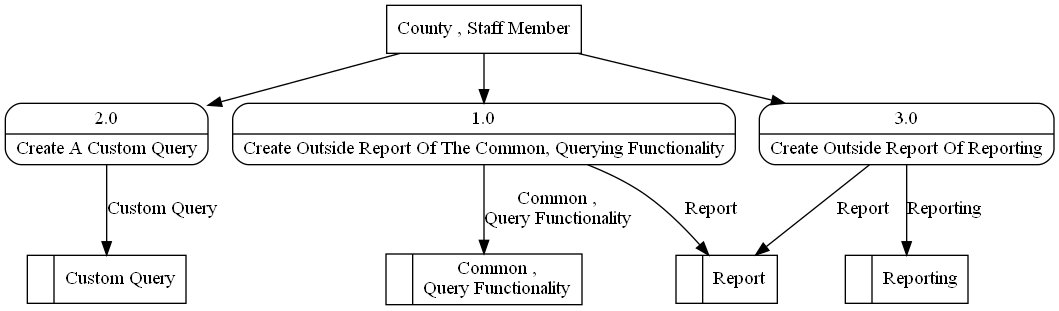 County , Staff Member
2.0
Create A Custom Query
1.0
Create Outside Report Of The Common, Querying Functionality
3.0
Create Outside Report Of Reporting
Custom Query
Common ,
Query Functionality
Report
Report
Reporting
Custom Query
Common ,
Query Functionality
Report
Reporting